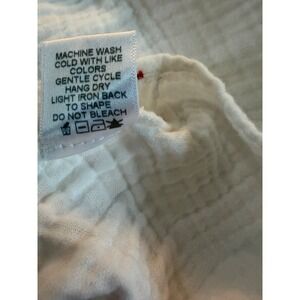 MACHINE WASH
COLD WITH LIKE
COLORS
GENTLE CYCLE
HANG DRY
LIGHT IRON BACK
TO SHAPE
DO NOT BLEACH